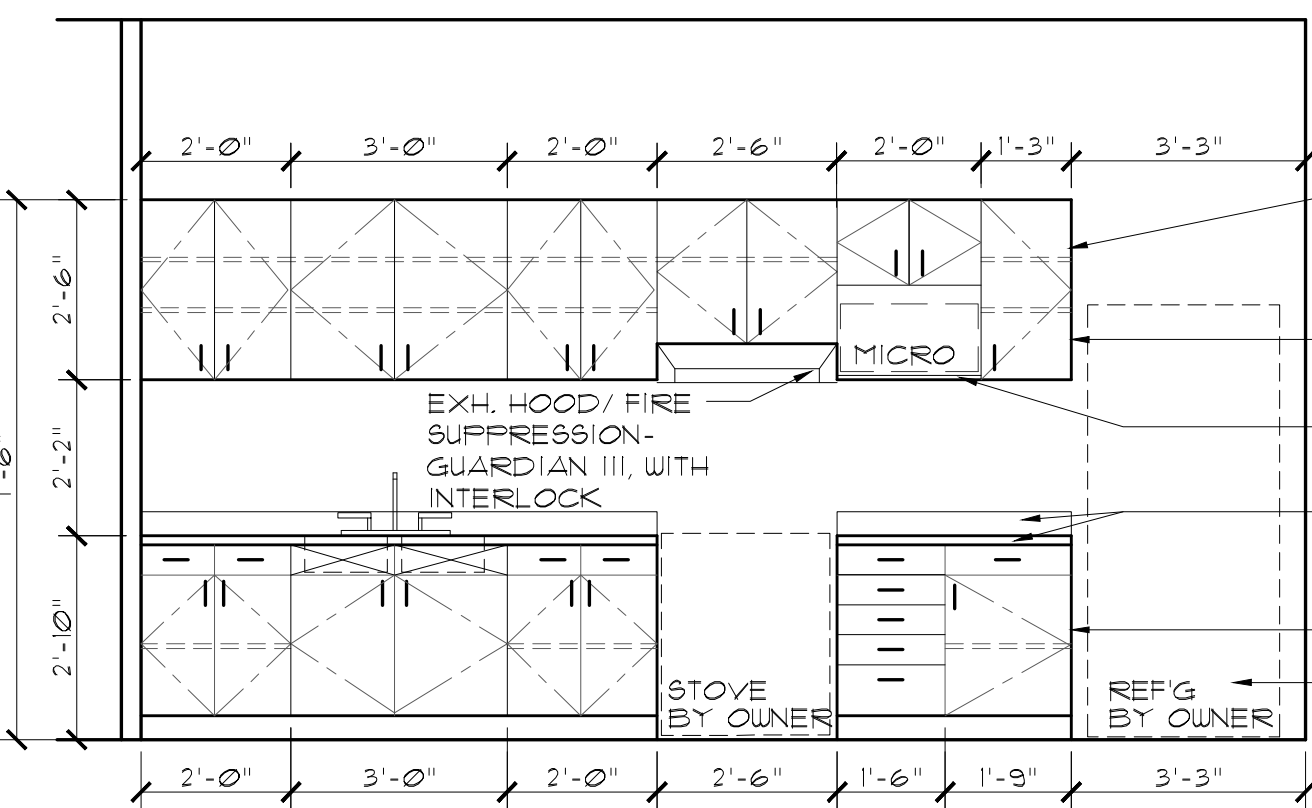 2'-0" 3'-0" 2'-0" 2'-6" 2'-0" 1'-3" 3'-3"
2'-6"
MICRO
EXH. HOOD/ FIRE
SUPPRESSION-
GUARDIAN III, WITH
INTERLOCK
2'-2"
2'-10"
STOVE
BY OWNER
REF'G
BY OWNER
2'-0" 3'-0" 2'-0" 2'-6" 1'-6" 1'-9" 3'-3"